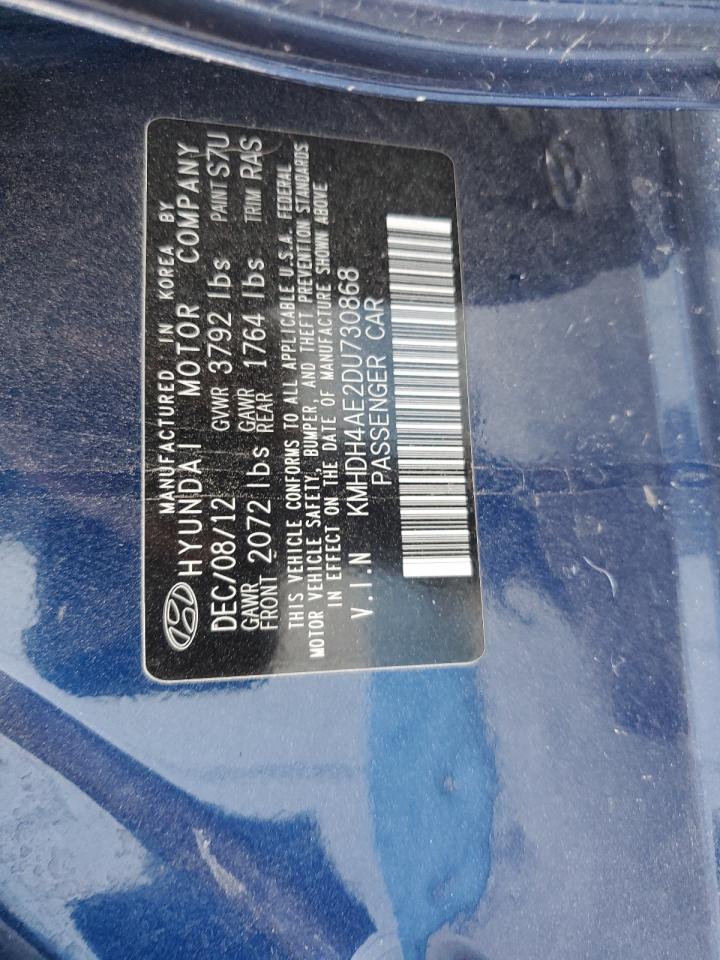 MANUFACTURED IN KOREA BY
HYUNDAI MOTOR COMPANY
DEC/08/12 GVWR 3792 lbs PAINT S7U
GAWR FRONT 2072 lbs GAWR REAR 1764 lbs TRIM RAS
THIS VEHICLE CONFORMS TO ALL APPLICABLE U.S.A. FEDERAL
MOTOR VEHICLE SAFETY, BUMPER, AND THEFT PREVENTION STANDARDS
IN EFFECT ON THE DATE OF MANUFACTURE SHOWN ABOVE
V.I.N KMHDH4AE2DU730868
PASSENGER CAR